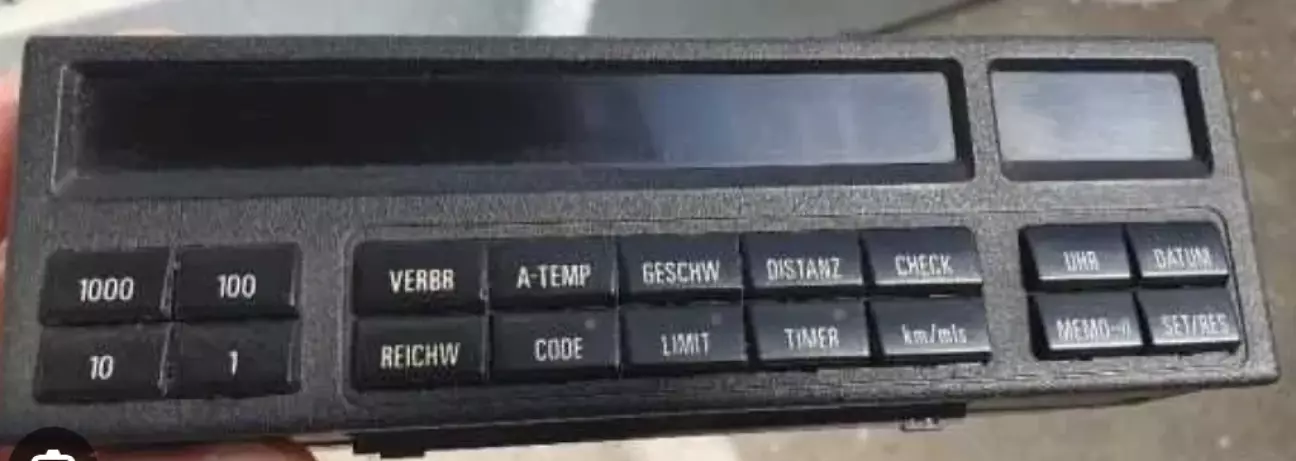 1000 100 VERBR A-TEMP GESCHW DISTANZ CHECK UHR DATUM
10 1 REICHW CODE LIMIT TIMER km/mls MEMO SET/RES